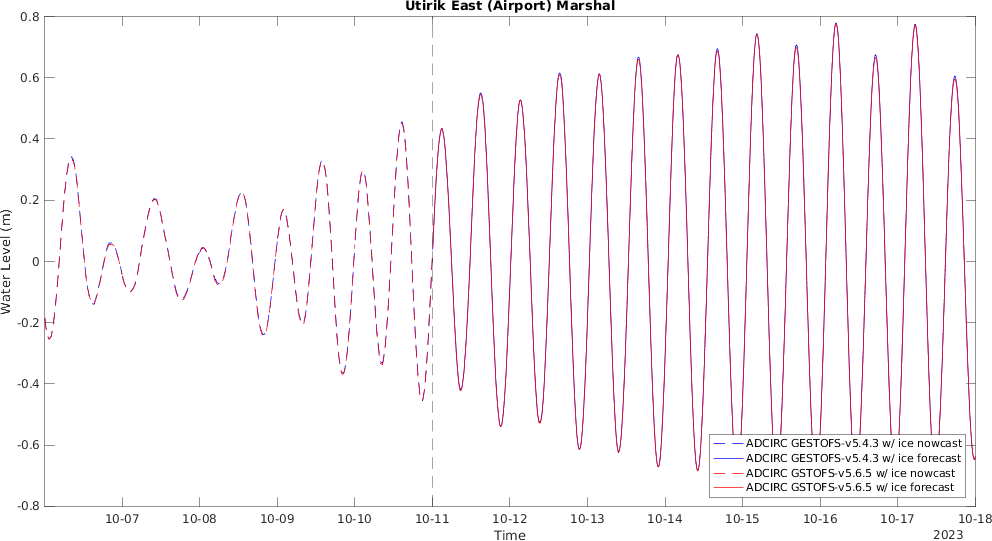 Utirik East (Airport) Marshal
Water Level (m)
0.8
0.6
0.4
0.2
0
-0.2
-0.4
-0.6
-0.8
ADCIRC GESTOFS-v5.4.3 w/ ice nowcast
ADCIRC GESTOFS-v5.4.3 w/ ice forecast
ADCIRC GSTOFS-v5.6.5 w/ ice nowcast
ADCIRC GSTOFS-v5.6.5 w/ ice forecast
10-07 10-08 10-09 10-10 10-11 10-12 10-13 10-14 10-15 10-16 10-17 10-18
Time
2023